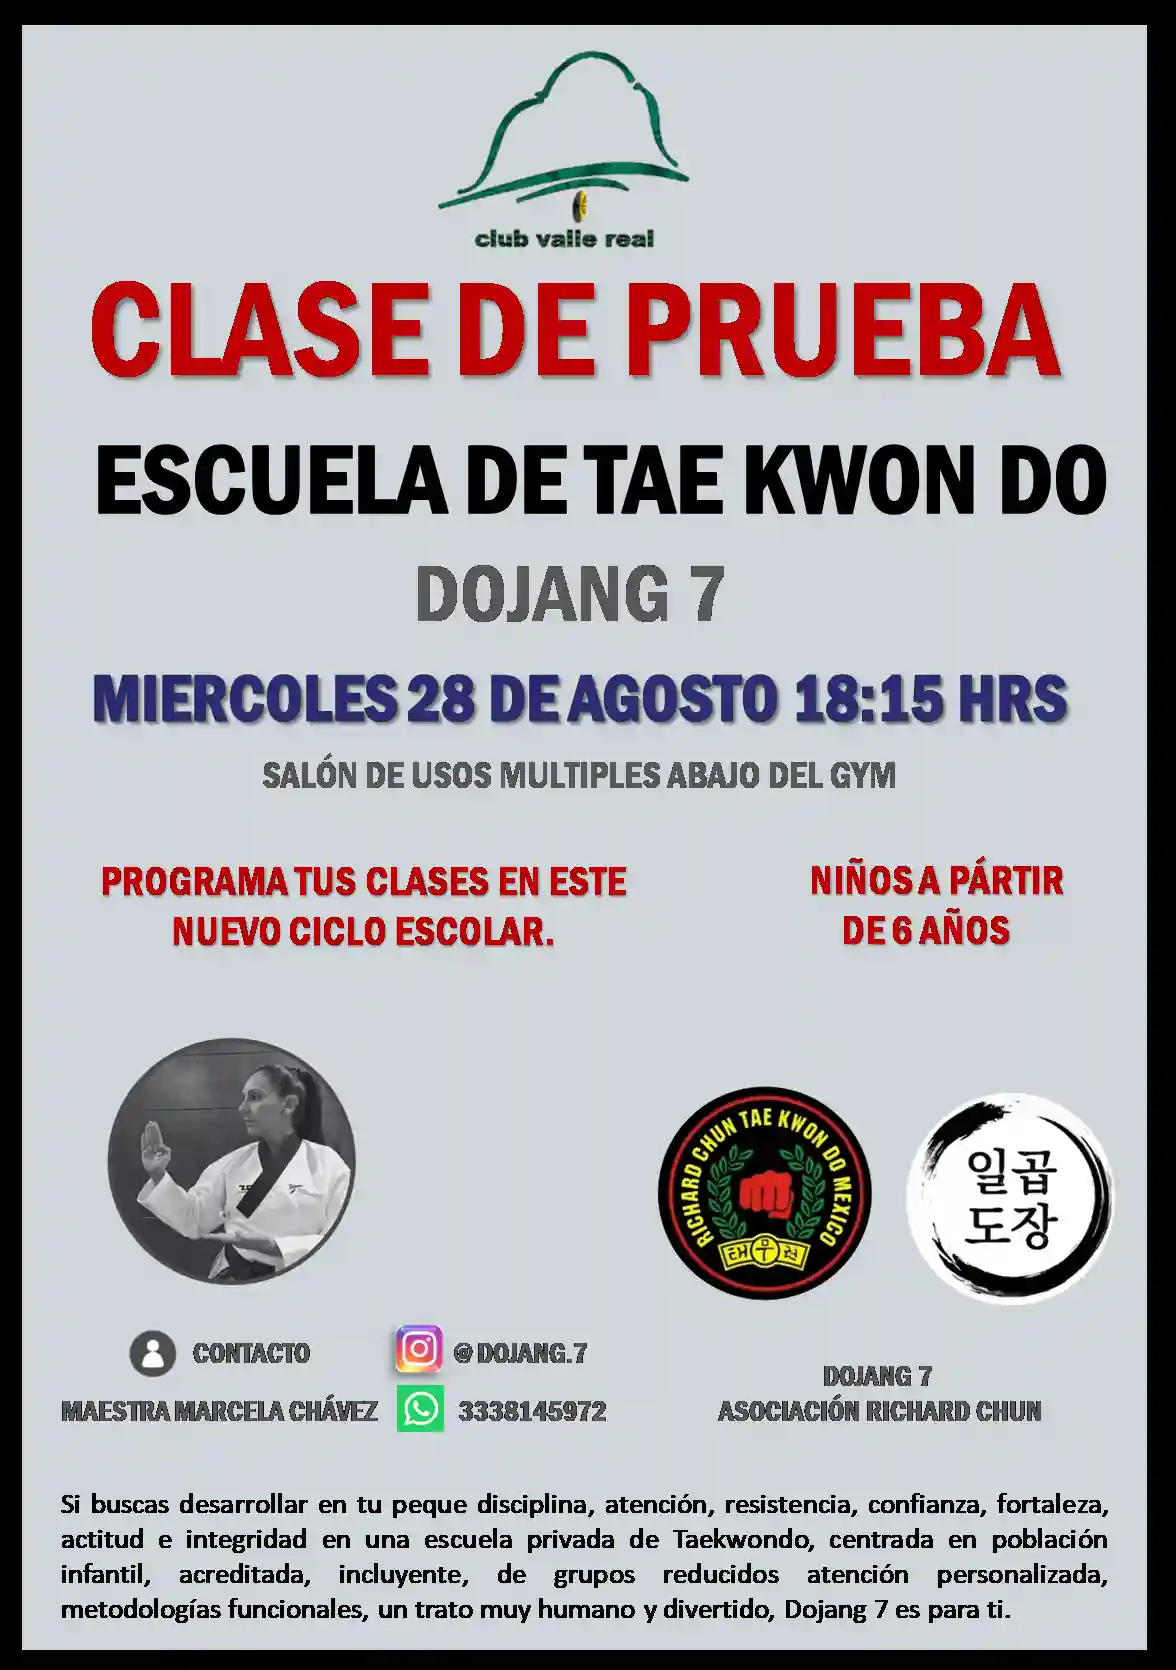 club valle real
CLASE DE PRUEBA
ESCUELA DE TAE KWON DO
DOJANG 7
MIERCOLES 28 DE AGOSTO 18:15 HRS
SALÓN DE USOS MULTIPLES ABAJO DEL GYM
PROGRAMA TUS CLASES EN ESTE
NUEVO CICLO ESCOLAR.
NIÑOS A PÁRTIR
DE 6 AÑOS
RICHARD CHUN TAE KWON DO MEXICO
태무권
일곱
도장
CONTACTO
@DOJANG.7
MAESTRA MARCELA CHÁVEZ
3338145972
DOJANG 7
ASOCIACIÓN RICHARD CHUN
Si buscas desarrollar en tu peque disciplina, atención, resistencia, confianza, fortaleza,
actitud e integridad en una escuela privada de Taekwondo, centrada en población
infantil, acreditada, incluyente, de grupos reducidos atención personalizada,
metodologías funcionales, un trato muy humano y divertido, Dojang 7 es para ti.